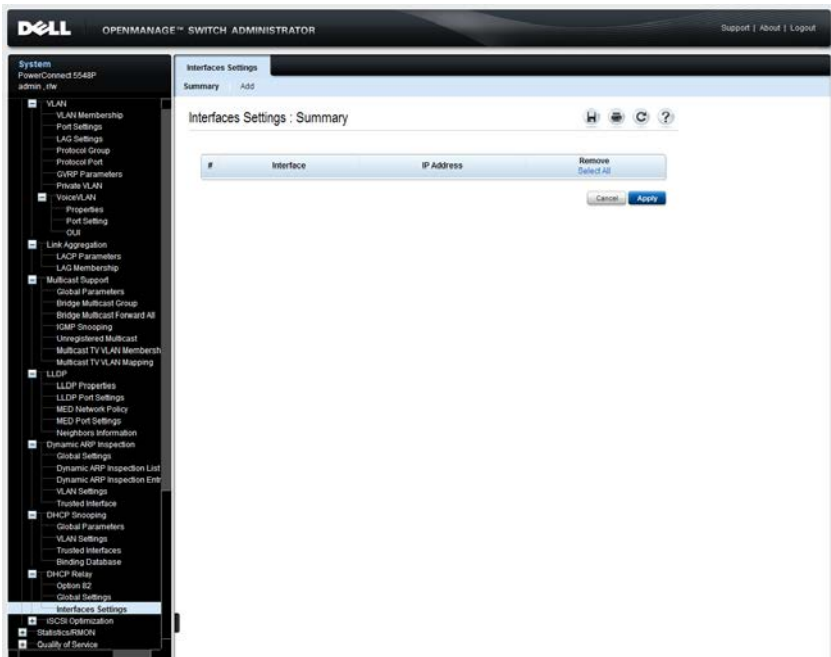 DELL OPENMANAGE™ SWITCH ADMINISTRATOR Support | About | Logout
System
PowerConnect 5548P
admin , r/w
VLAN
VLAN Membership
Port Settings
LAG Settings
Protocol Group
Protocol Port
GVRP Parameters
Private VLAN
VoiceVLAN
Properties
Port Setting
OUI
Link Aggregation
LACP Parameters
LAG Membership
Multicast Support
Global Parameters
Bridge Multicast Group
Bridge Multicast Forward All
IGMP Snooping
Unregistered Multicast
Multicast TV VLAN Membersh
Multicast TV VLAN Mapping
LLDP
LLDP Properties
LLDP Port Settings
MED Network Policy
MED Port Settings
Neighbors Information
Dynamic ARP Inspection
Global Settings
Dynamic ARP Inspection List
Dynamic ARP Inspection Entr
VLAN Settings
Trusted Interface
DHCP Snooping
Global Parameters
VLAN Settings
Trusted Interfaces
Binding Database
DHCP Relay
Option 82
Global Settings
Interfaces Settings
iSCSI Optimization
Statistics/RMON
Quality of Service
Interfaces Settings
Summary Add
Interfaces Settings : Summary
# Interface IP Address Remove
Select All
Cancel Apply